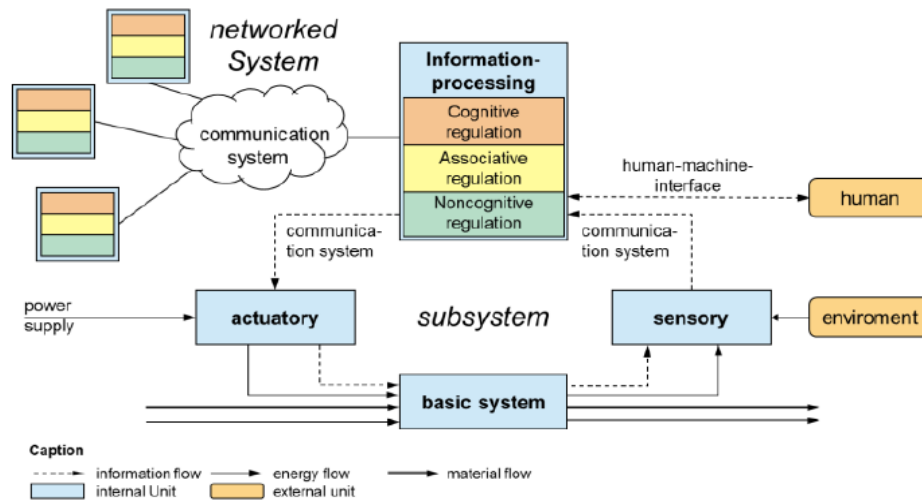 networked
System
communication
system
Information-
processing
Cognitive
regulation
Associative
regulation
Noncognitive
regulation
human-machine-
interface
human
communica-
tion system
communica-
tion system
power
supply
actuatory
subsystem
sensory
enviroment
basic system
Caption
information flow
energy flow
material flow
internal Unit
external unit